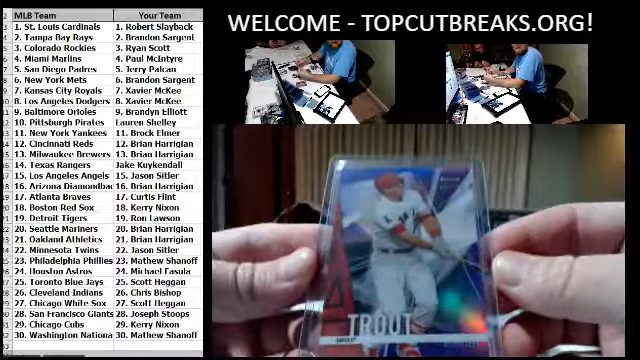 WELCOME - TOPCUTBREAKS.ORG!
MLB Team Your Team
1. St. Louis Cardinals 1. Robert Slayback
2. Tampa Bay Rays 2. Brandon Sargent
3. Colorado Rockies 3. Ryan Scott
4. Miami Marlins 4. Paul McIntyre
5. San Diego Padres 5. Jerry Palcan
6. New York Mets 6. Brandon Sargent
7. Kansas City Royals 7. Xavier McKee
8. Los Angeles Dodgers 8. Xavier McKee
9. Baltimore Orioles 9. Brandyn Elliott
10. Pittsburgh Pirates Lauren Shelley
11. New York Yankees 11. Brock Elmer
12. Cincinnati Reds 12. Brian Harrigian
13. Milwaukee Brewers 13. Brian Harrigian
14. Texas Rangers Jake Kuykendall
15. Los Angeles Angels 15. Jason Sitler
16. Arizona Diamondbac 16. Brian Harrigian
17. Atlanta Braves 17. Curtis Flint
18. Boston Red Sox 18. Kerry Nixon
19. Detroit Tigers 19. Ron Lawson
20. Seattle Mariners 20. Brian Harrigian
21. Oakland Athletics 21. Brian Harrigian
22. Minnesota Twins 22. Jason Sitler
23. Philadelphia Phillies 23. Mathew Shanoff
24. Houston Astros 24. Michael Fasula
25. Toronto Blue Jays 25. Scott Heggan
26. Cleveland Indians 26. Chris Bishop
27. Chicago White Sox 27. Scott Heggan
28. San Francisco Giants 28. Joseph Stoops
29. Chicago Cubs 29. Kerry Nixon
30. Washington Nationa 30. Mathew Shanoff
TROUT